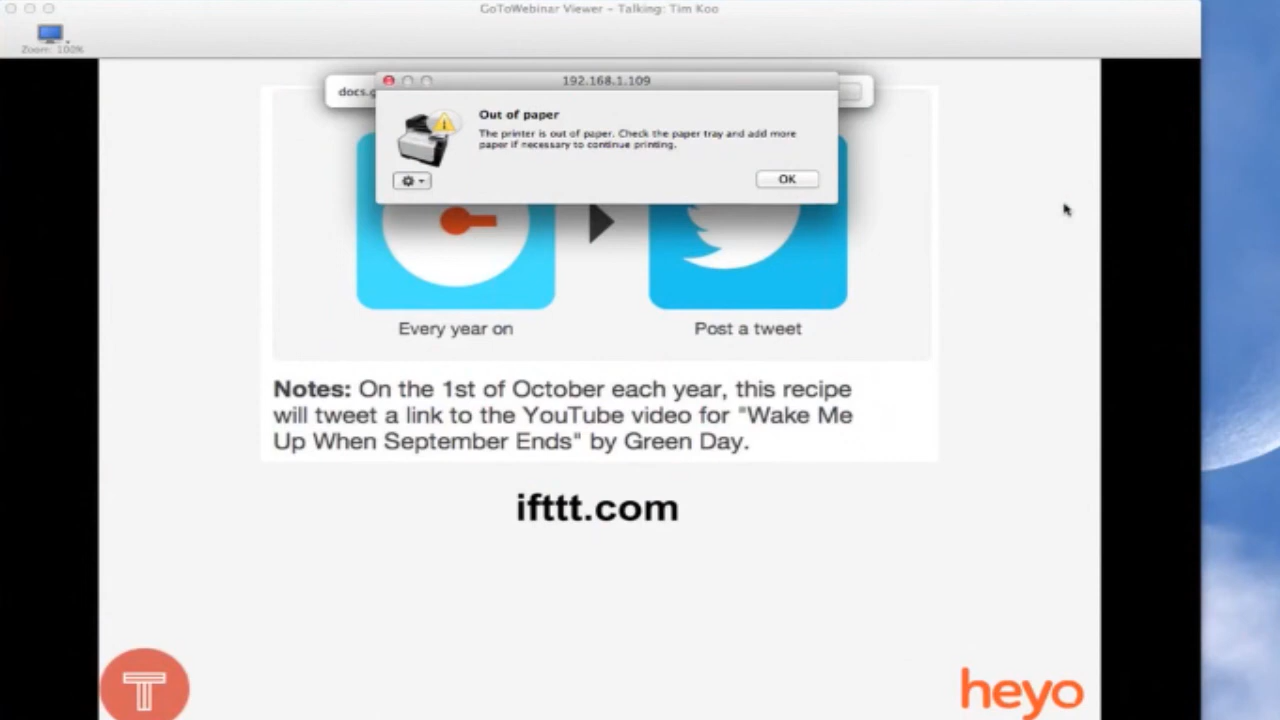 GoToWebinar Viewer – Talking: Tim Koo
Zoom: 100%
192.168.1.109
docs.g
Out of paper
The printer is out of paper. Check the paper tray and add more
paper if necessary to continue printing.
OK
Every year on
Post a tweet
Notes: On the 1st of October each year, this recipe
will tweet a link to the YouTube video for "Wake Me
Up When September Ends" by Green Day.
ifttt.com
T
heyo